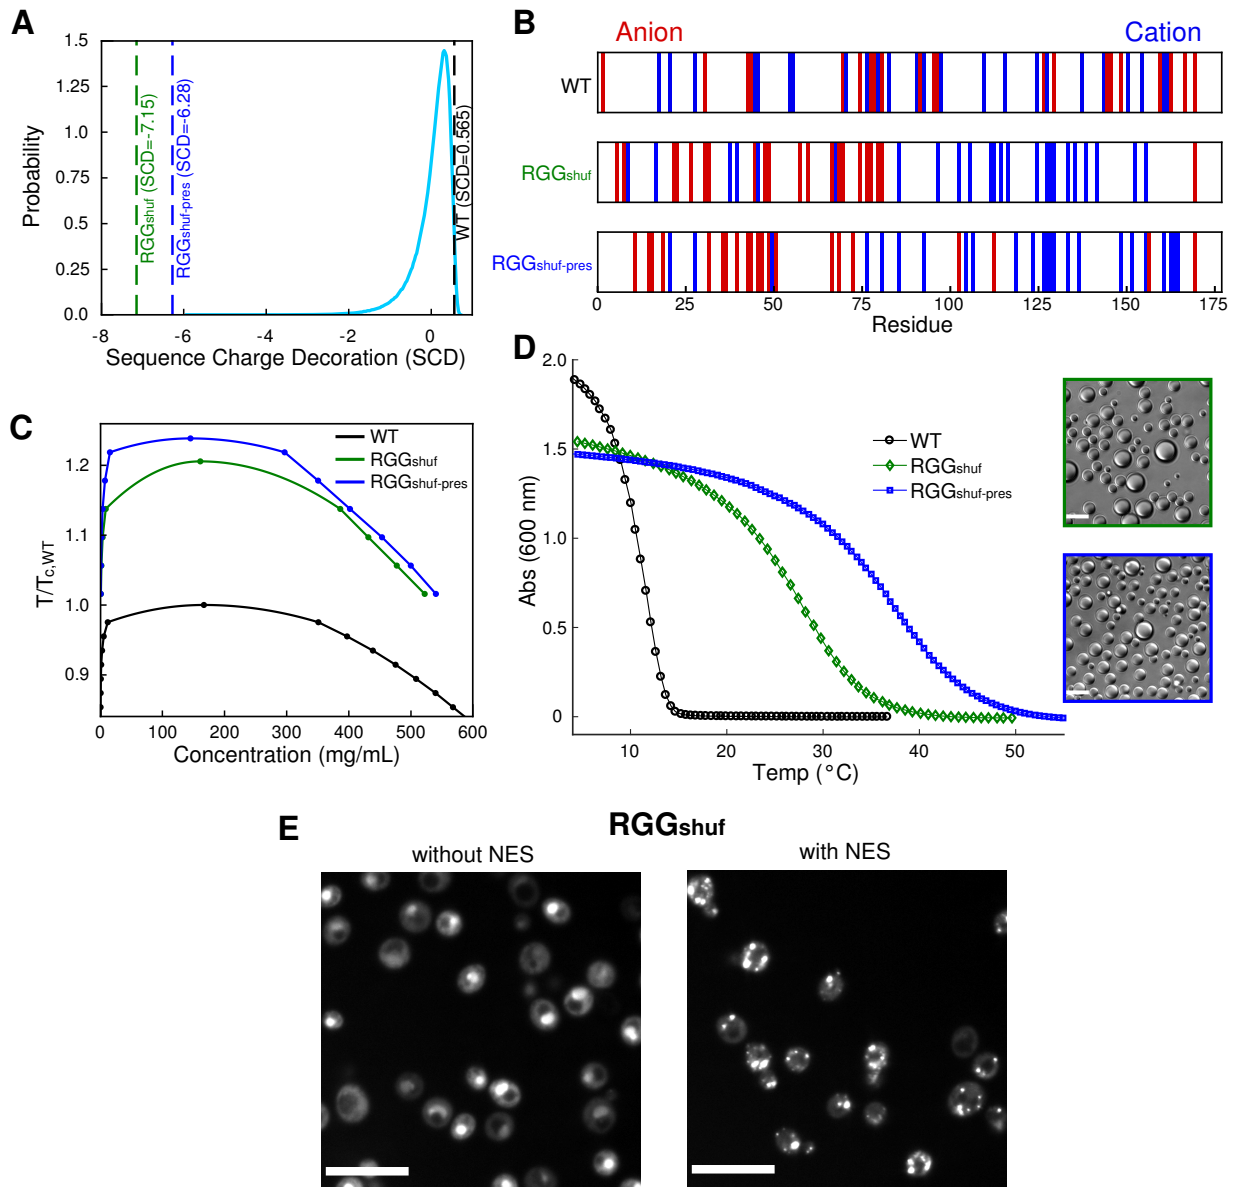 A
1.5
1.25
1.0
0.75
0.5
0.25
0.0
Probability
RGGshuf (SCD=-7.15)
RGGshuf-pres (SCD=-6.28)
WT (SCD=0.565)
-8
-6
-4
-2
0
Sequence Charge Decoration (SCD)
B
Anion
Cation
WT
RGGshuf
RGGshuf-pres
0
25
50
75
100
125
150
175
Residue
C
WT
RGGshuf
RGGshuf-pres
1.2
1.1
1.0
0.9
T/Tc,WT
0
100
200
300
400
500
600
Concentration (mg/mL)
D
2.0
1.5
1.0
0.5
0
Abs (600 nm)
WT
RGGshuf
RGGshuf-pres
10
20
30
40
50
Temp (°C)
E
RGGshuf
without NES
with NES